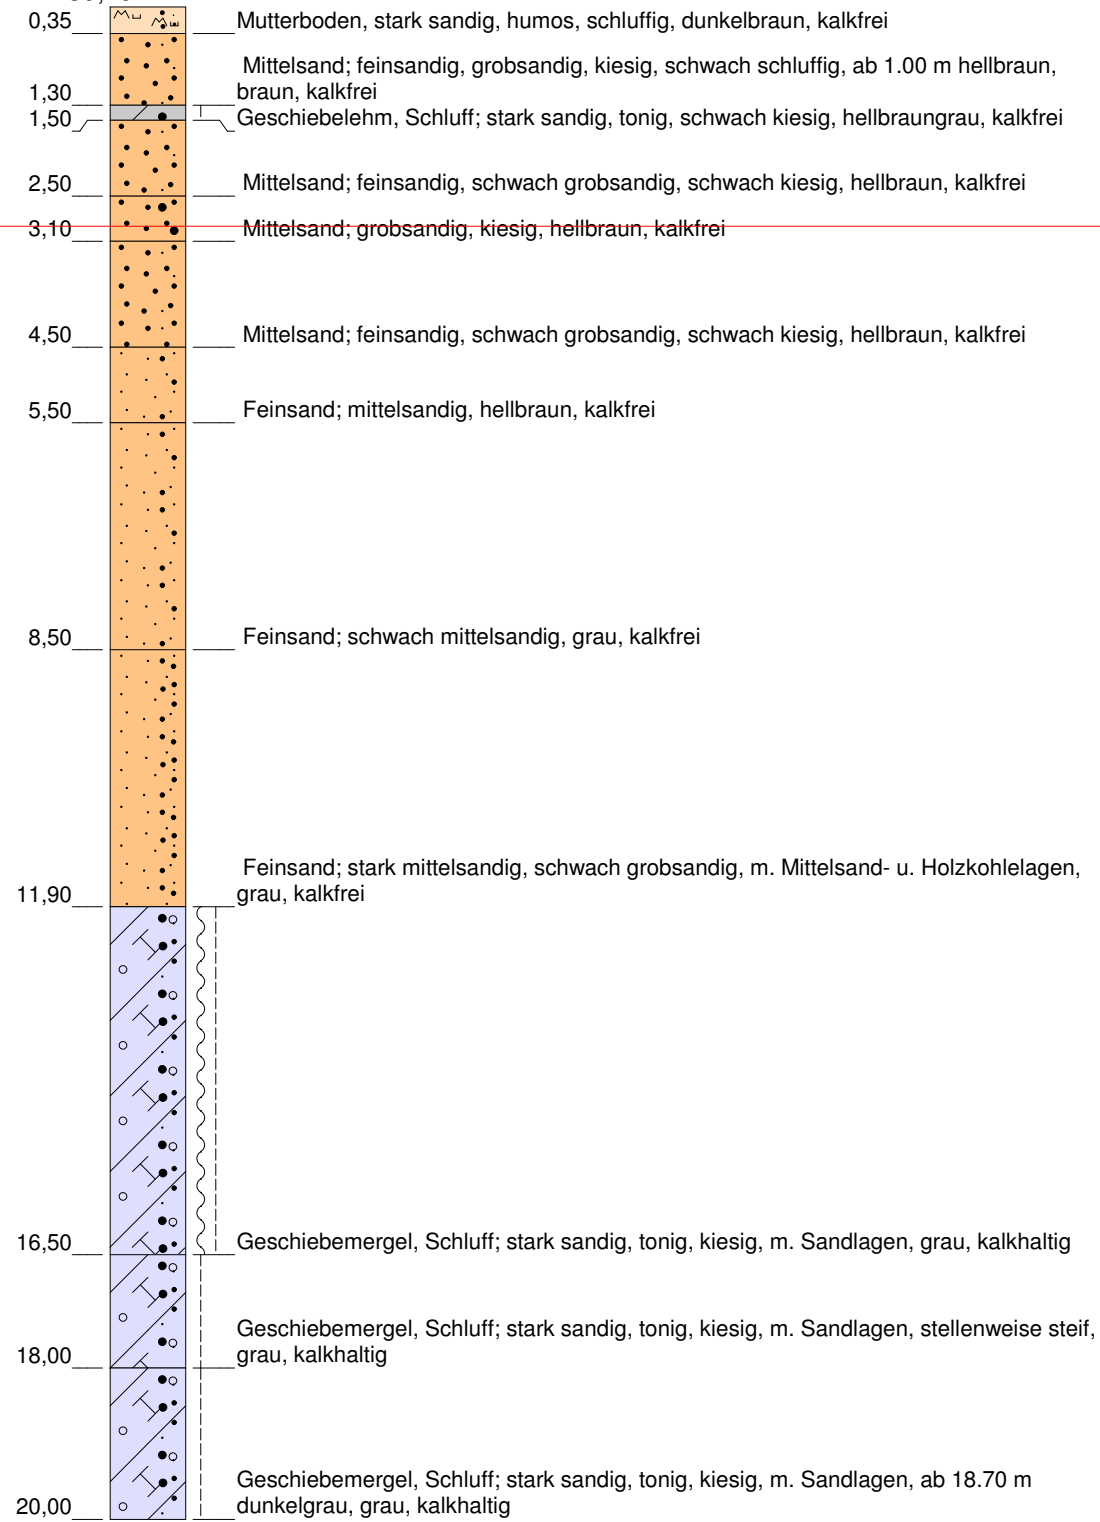 0,35 Mutterboden, stark sandig, humos, schluffig, dunkelbraun, kalkfrei
Mittelsand; feinsandig, grobsandig, kiesig, schwach schluffig, ab 1.00 m hellbraun,
1,30 braun, kalkfrei
1,50 Geschiebelehm, Schluff; stark sandig, tonig, schwach kiesig, hellbraungrau, kalkfrei
2,50 Mittelsand; feinsandig, schwach grobsandig, schwach kiesig, hellbraun, kalkfrei
3,10 Mittelsand; grobsandig, kiesig, hellbraun, kalkfrei
4,50 Mittelsand; feinsandig, schwach grobsandig, schwach kiesig, hellbraun, kalkfrei
5,50 Feinsand; mittelsandig, hellbraun, kalkfrei
8,50 Feinsand; schwach mittelsandig, grau, kalkfrei
Feinsand; stark mittelsandig, schwach grobsandig, m. Mittelsand- u. Holzkohlelagen,
11,90 grau, kalkfrei
16,50 Geschiebemergel, Schluff; stark sandig, tonig, kiesig, m. Sandlagen, grau, kalkhaltig
Geschiebemergel, Schluff; stark sandig, tonig, kiesig, m. Sandlagen, stellenweise steif,
18,00 grau, kalkhaltig
Geschiebemergel, Schluff; stark sandig, tonig, kiesig, m. Sandlagen, ab 18.70 m
20,00 dunkelgrau, grau, kalkhaltig